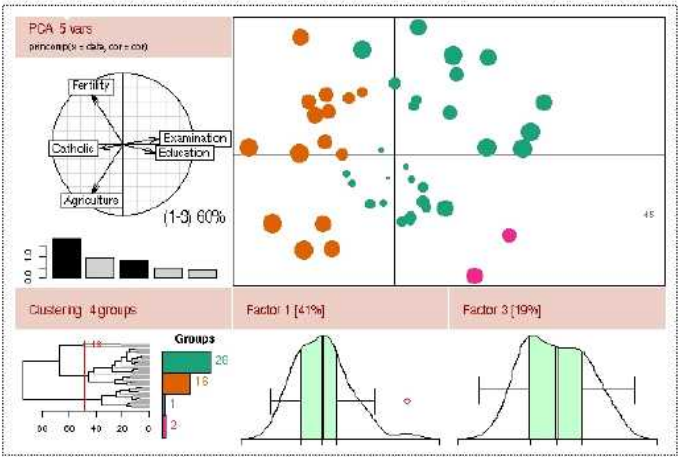 PCA 5 vars
princomp(x = data, cor = cor)
Fertility
Catholic
Examination
Education
Agriculture
(1-3) 60%
45
0.0 1.0
Clustering 4 groups
Factor 1 [41%]
Factor 3 [19%]
Groups
28
16
1
2
60 40 20 0